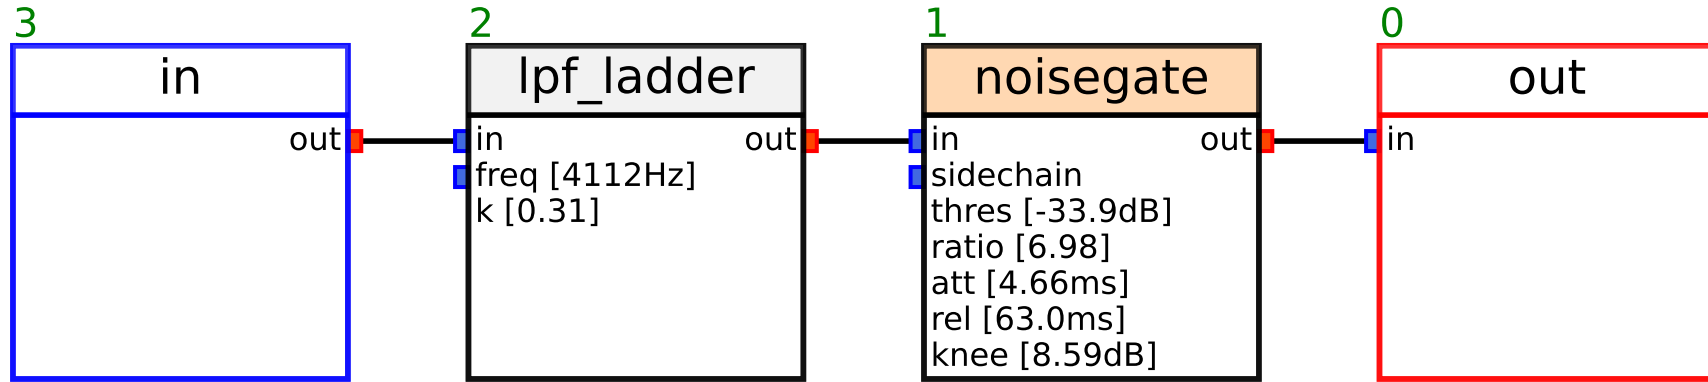 3
in
out
2
lpf_ladder
in
out
freq [4112Hz]
k [0.31]
1
noisegate
in
out
sidechain
thres [-33.9dB]
ratio [6.98]
att [4.66ms]
rel [63.0ms]
knee [8.59dB]
0
out
in